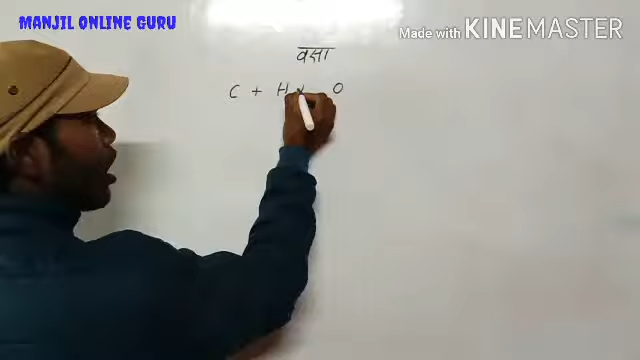 MANJIL ONLINE GURU
Made with KINEMASTER
वसा
C + H + O